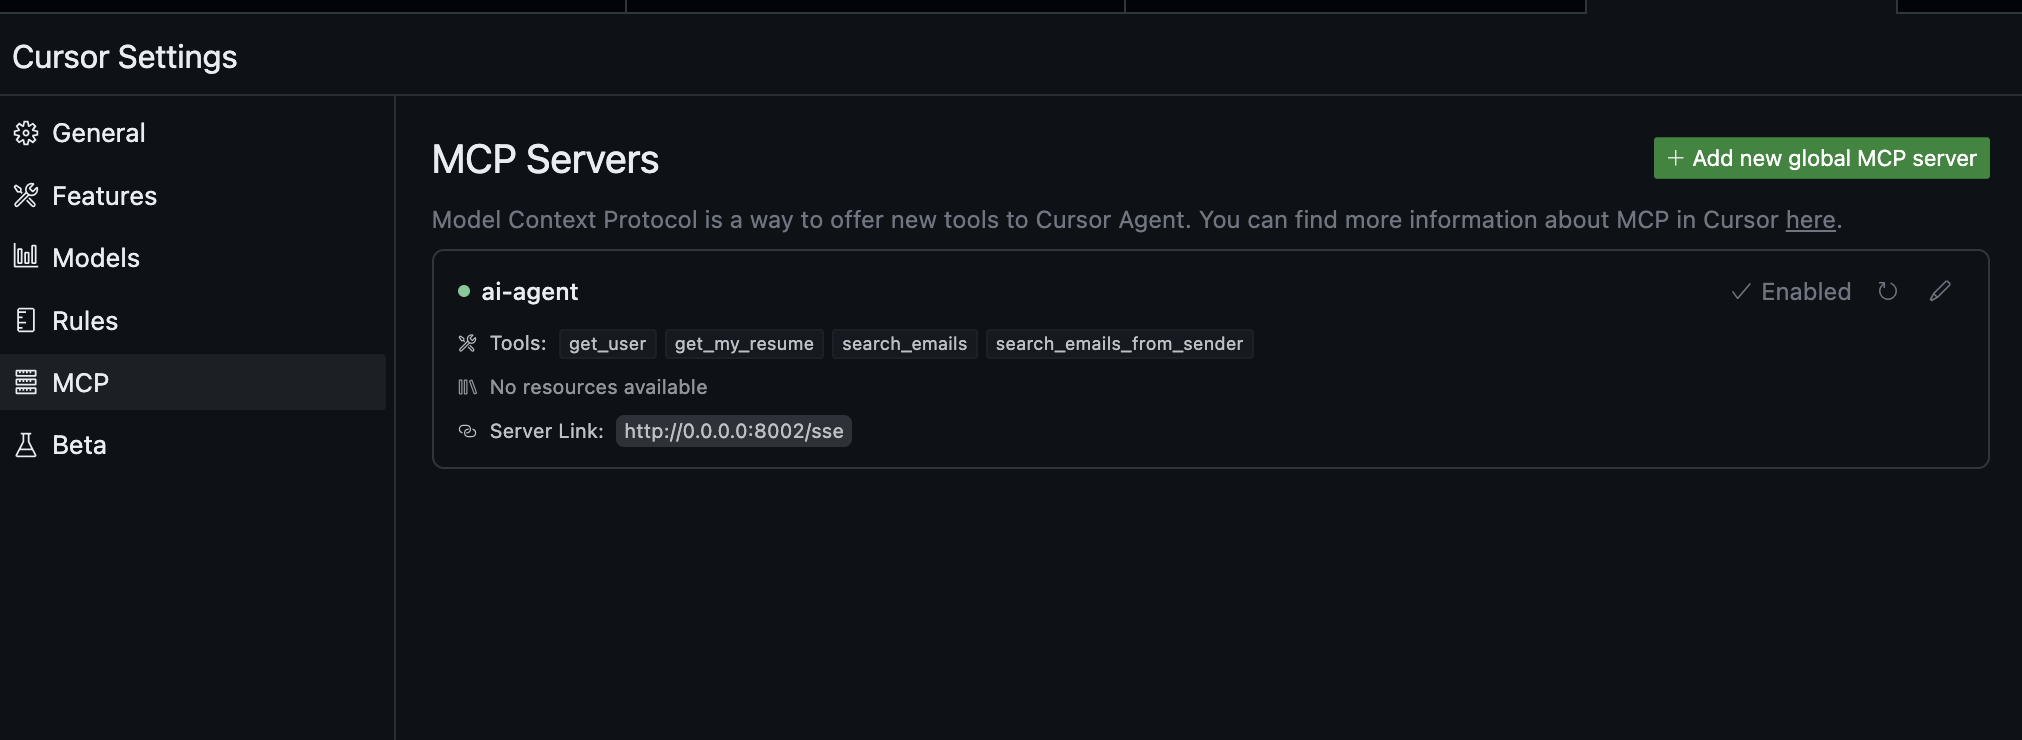 Cursor Settings
General
Features
Models
Rules
MCP
Beta
MCP Servers
+ Add new global MCP server
Model Context Protocol is a way to offer new tools to Cursor Agent. You can find more information about MCP in Cursor here.
ai-agent
Enabled
Tools: get_user get_my_resume search_emails search_emails_from_sender
No resources available
Server Link: http://0.0.0.0:8002/sse